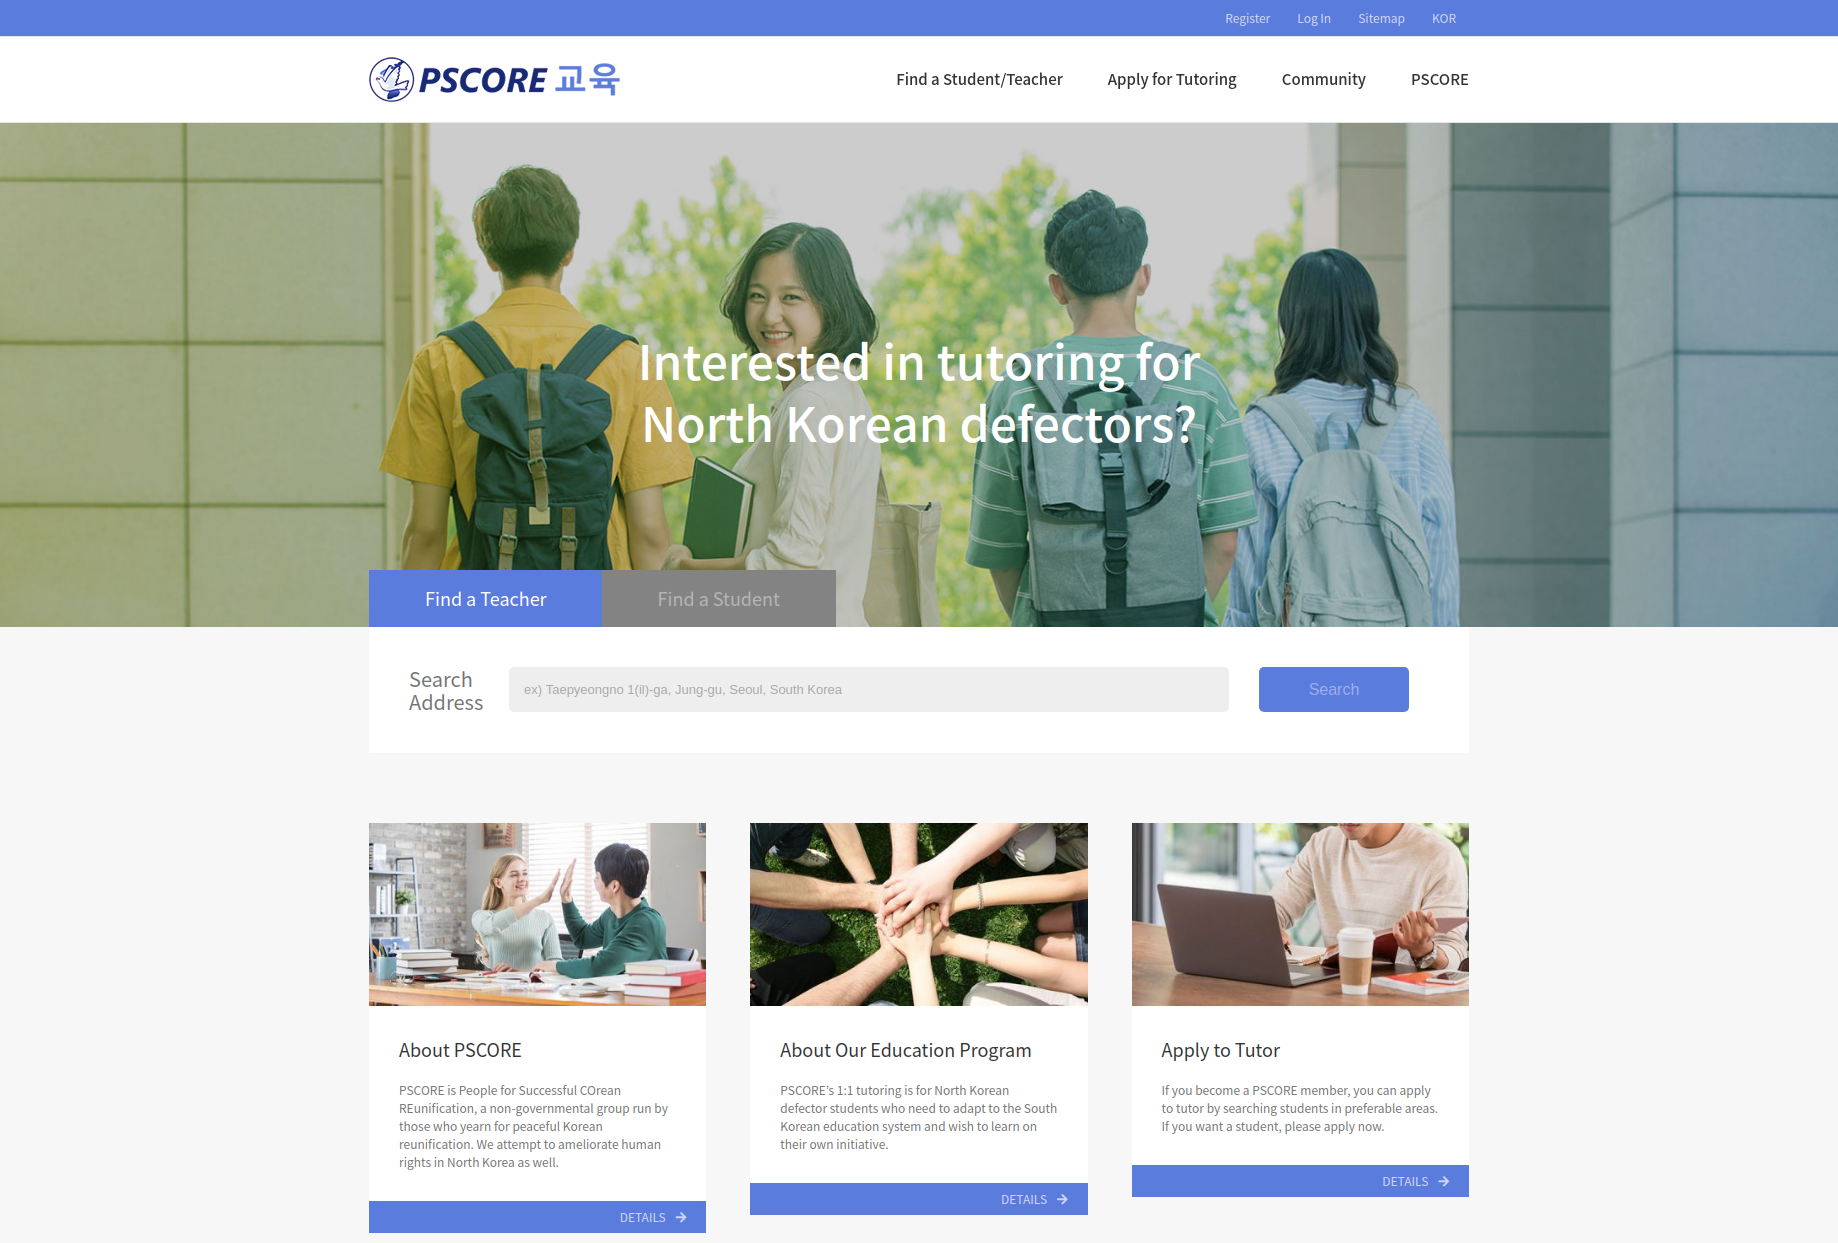 Register Log In Sitemap KOR
PSCORE 교육
Find a Student/Teacher Apply for Tutoring Community PSCORE
Interested in tutoring for
North Korean defectors?
Find a Teacher Find a Student
Search
Address
ex) Taepyeongno 1(il)-ga, Jung-gu, Seoul, South Korea
Search
About PSCORE
PSCORE is People for Successful COrean
REunification, a non-governmental group run by
those who yearn for peaceful Korean
reunification. We attempt to ameliorate human
rights in North Korea as well.
DETAILS
About Our Education Program
PSCORE's 1:1 tutoring is for North Korean
defector students who need to adapt to the South
Korean education system and wish to learn on
their own initiative.
DETAILS
Apply to Tutor
If you become a PSCORE member, you can apply
to tutor by searching students in preferable areas.
If you want a student, please apply now.
DETAILS